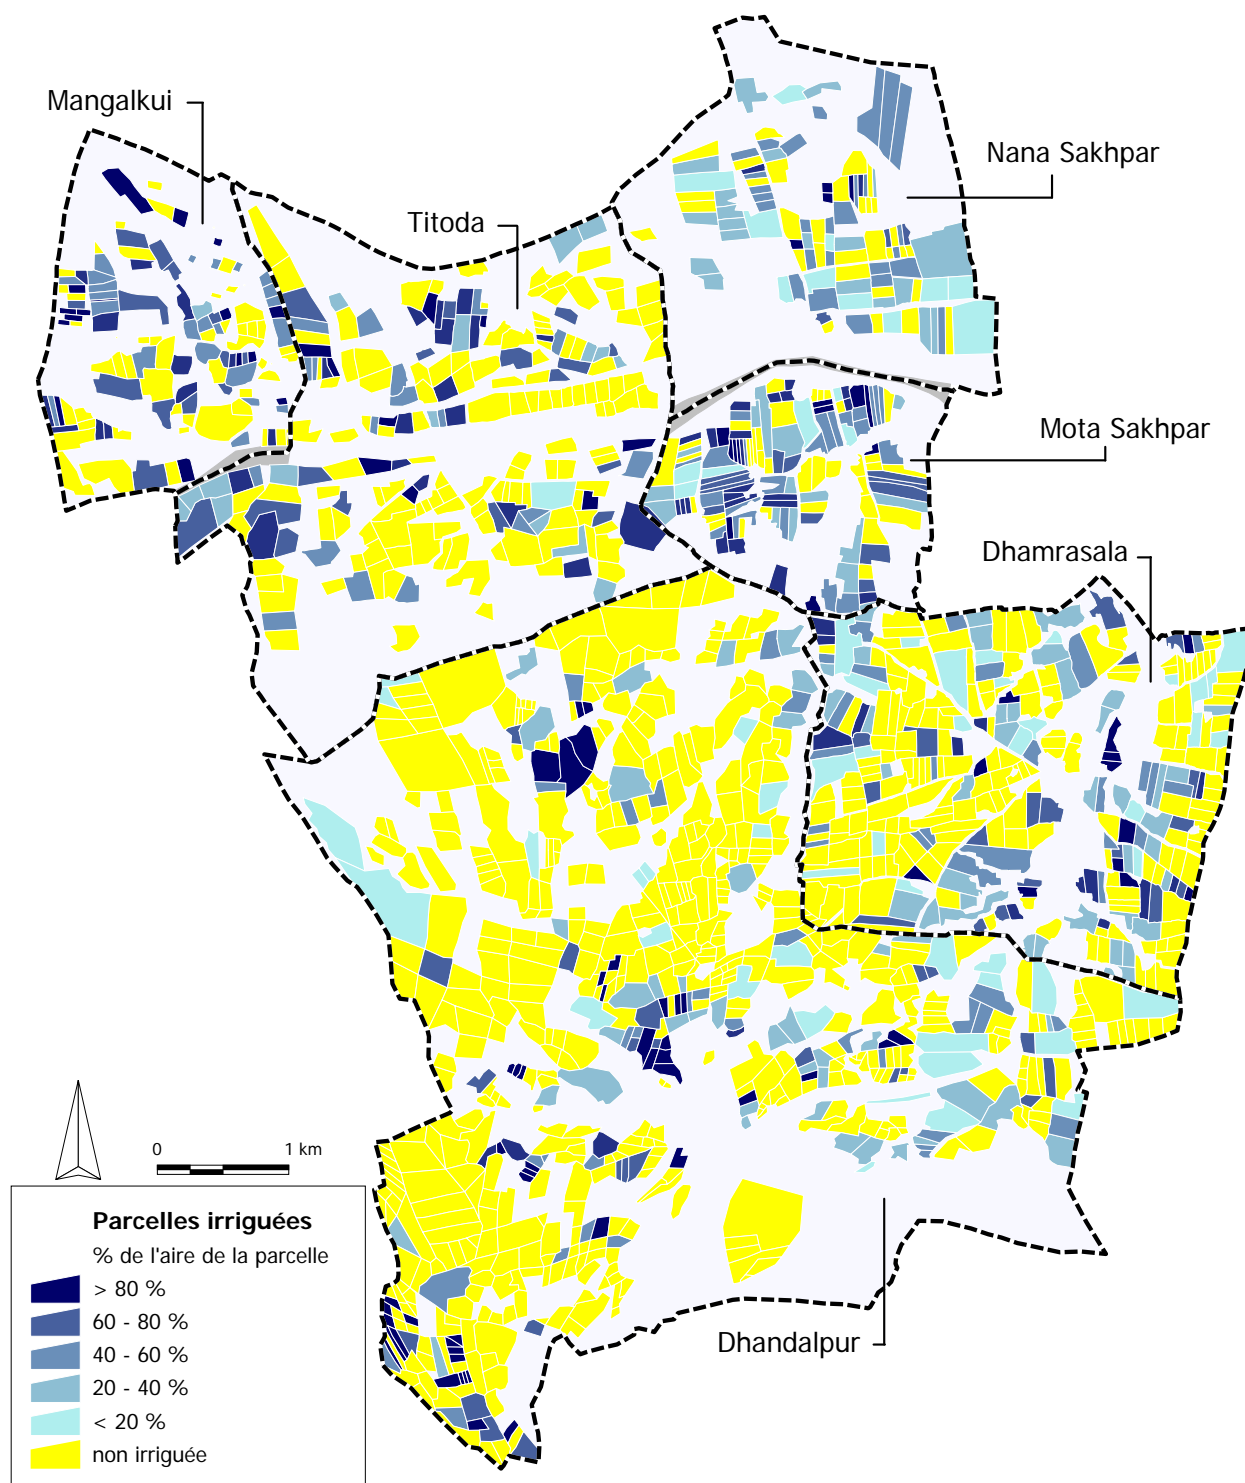 Mangalkui
Nana Sakhpar
Titoda
Mota Sakhpar
Dhamrasala
0 1 km
Parcelles irriguées
% de l'aire de la parcelle
> 80 %
60 - 80 %
40 - 60 %
20 - 40 %
< 20 %
non irriguée
Dhandalpur